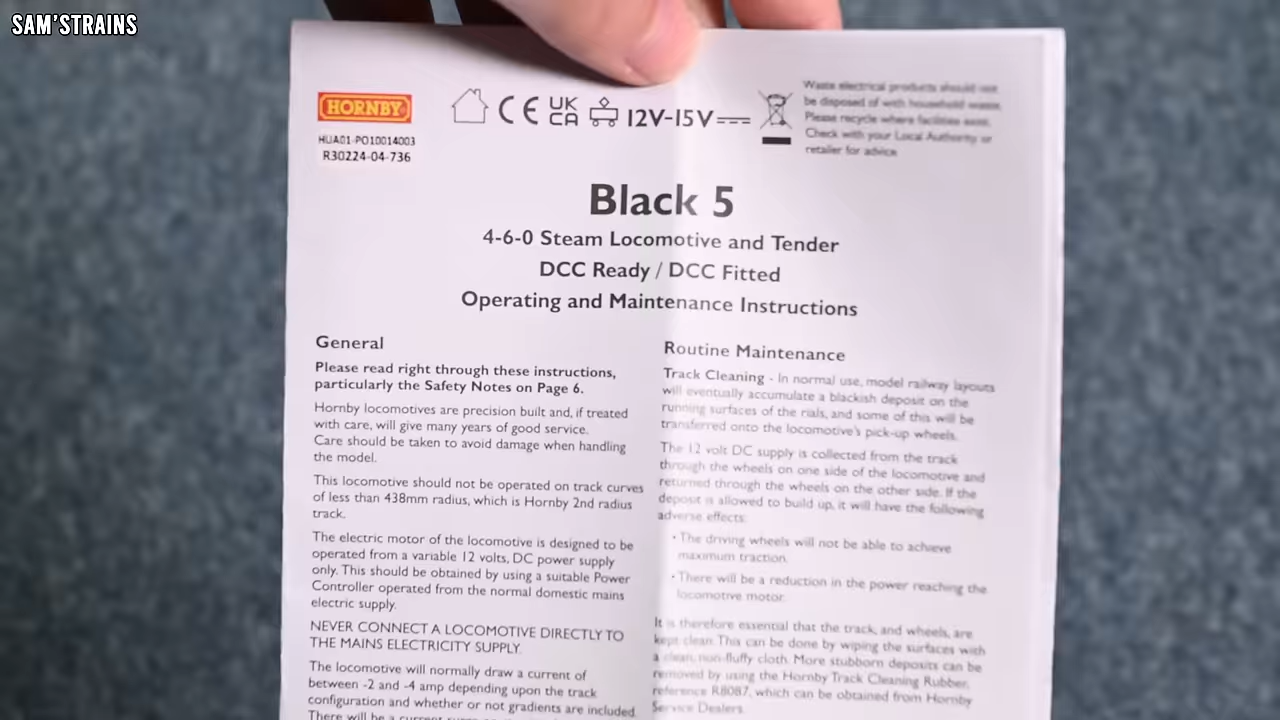 SAM'STRAINS
HORNBY
HUA01-PO10014003
R30224-04-736
CE UK CA 12V-15V
Waste electrical products should not
be disposed of with household waste.
Please recycle where facilities exist.
Check with your Local Authority or
retailer for advice
Black 5
4-6-0 Steam Locomotive and Tender
DCC Ready / DCC Fitted
Operating and Maintenance Instructions
General
Please read right through these instructions,
particularly the Safety Notes on Page 6.
Hornby locomotives are precision built and, if treated
with care, will give many years of good service.
Care should be taken to avoid damage when handling
the model.
This locomotive should not be operated on track curves
of less than 438mm radius, which is Hornby 2nd radius
track.
The electric motor of the locomotive is designed to be
operated from a variable 12 volts, DC power supply
only. This should be obtained by using a suitable Power
Controller operated from the normal domestic mains
electric supply.
NEVER CONNECT A LOCOMOTIVE DIRECTLY TO
THE MAINS ELECTRICITY SUPPLY.
The locomotive will normally draw a current of
between -2 and -4 amp depending upon the track
configuration and whether or not gradients are included.
There will be a current
Routine Maintenance
Track Cleaning - In normal use, model railway layouts
will eventually accumulate a blackish deposit on the
running surfaces of the rials, and some of this will be
transferred onto the locomotive's pick-up wheels.
The 12 volt DC supply is collected from the track
through the wheels on one side of the locomotive and
returned through the wheels on the other side. If the
deposit is allowed to build up, it will have the following
adverse effects:
• The driving wheels will not be able to achieve
maximum traction.
• There will be a reduction in the power reaching the
locomotive motor.
It is therefore essential that the track, and wheels, are
kept clean. This can be done by wiping the surfaces with
a clean, non-fluffy cloth. More stubborn deposits can be
removed by using the Hornby Track Cleaning Rubber,
reference R8087, which can be obtained from Hornby
Service Dealers.